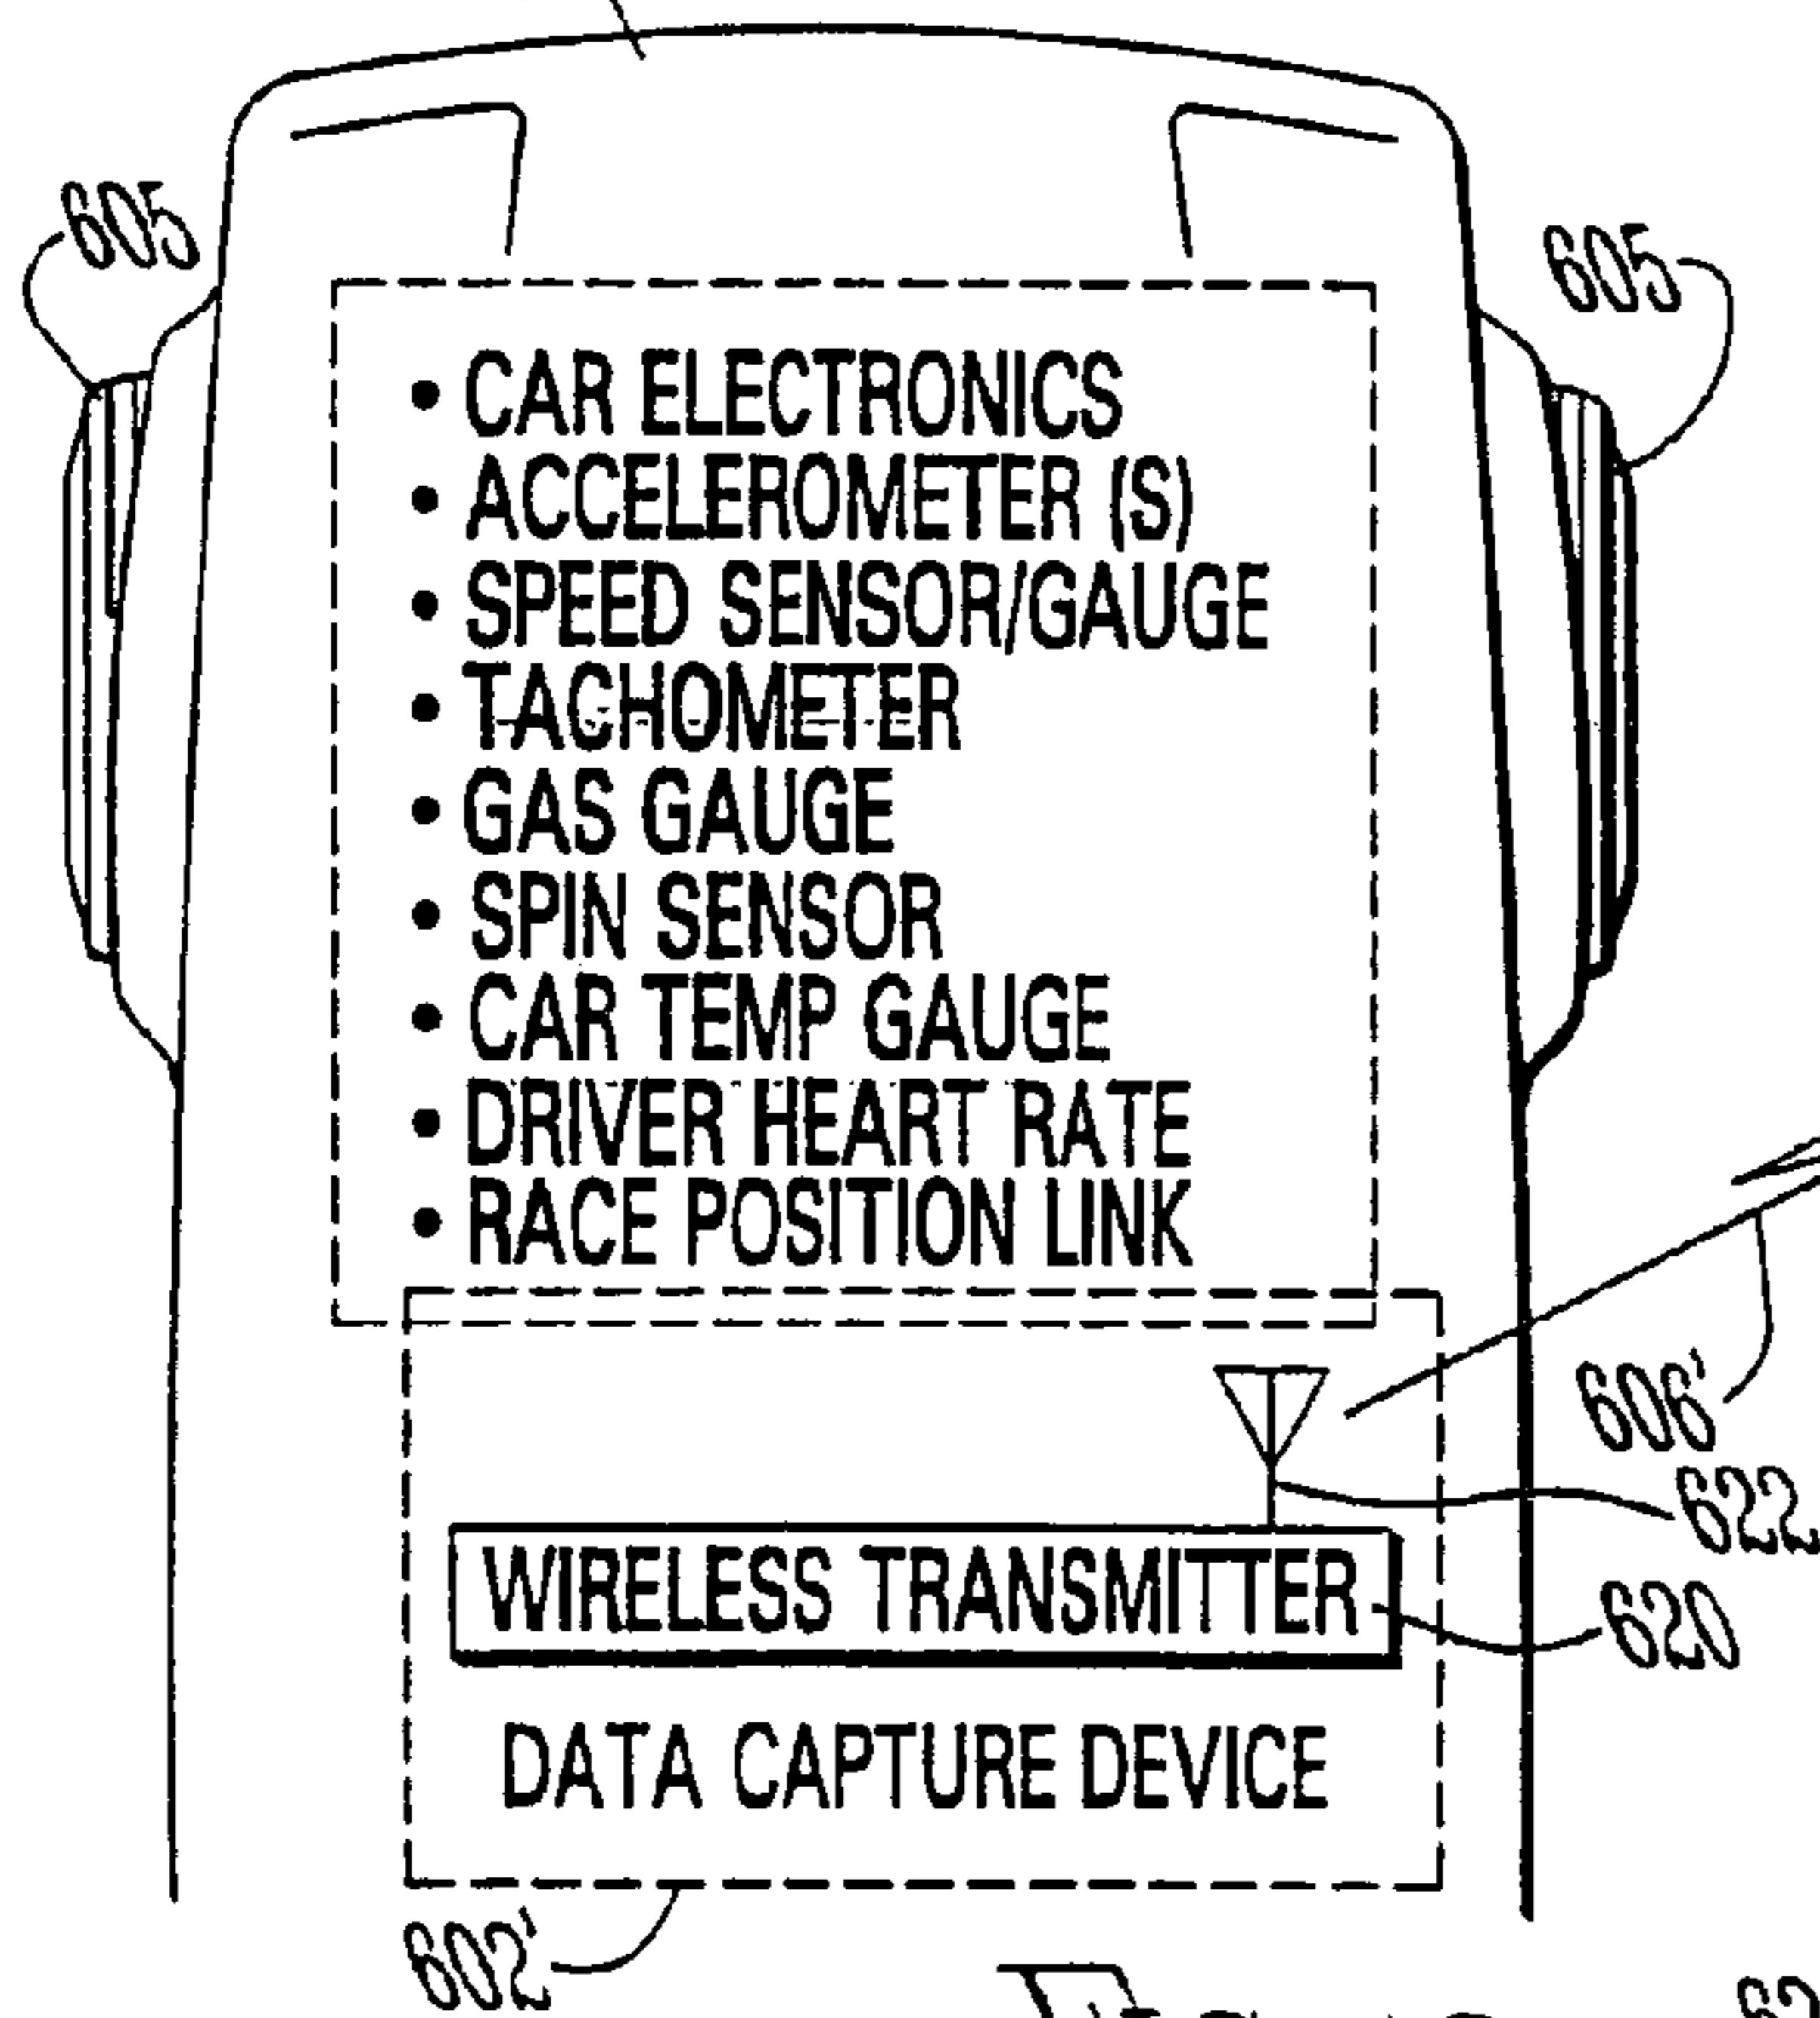 605
605
• CAR ELECTRONICS
• ACCELEROMETER (S)
• SPEED SENSOR/GAUGE
• TACHOMETER
• GAS GAUGE
• SPIN SENSOR
• CAR TEMP GAUGE
• DRIVER HEART RATE
• RACE POSITION LINK
606'
622
WIRELESS TRANSMITTER
620
DATA CAPTURE DEVICE
602'